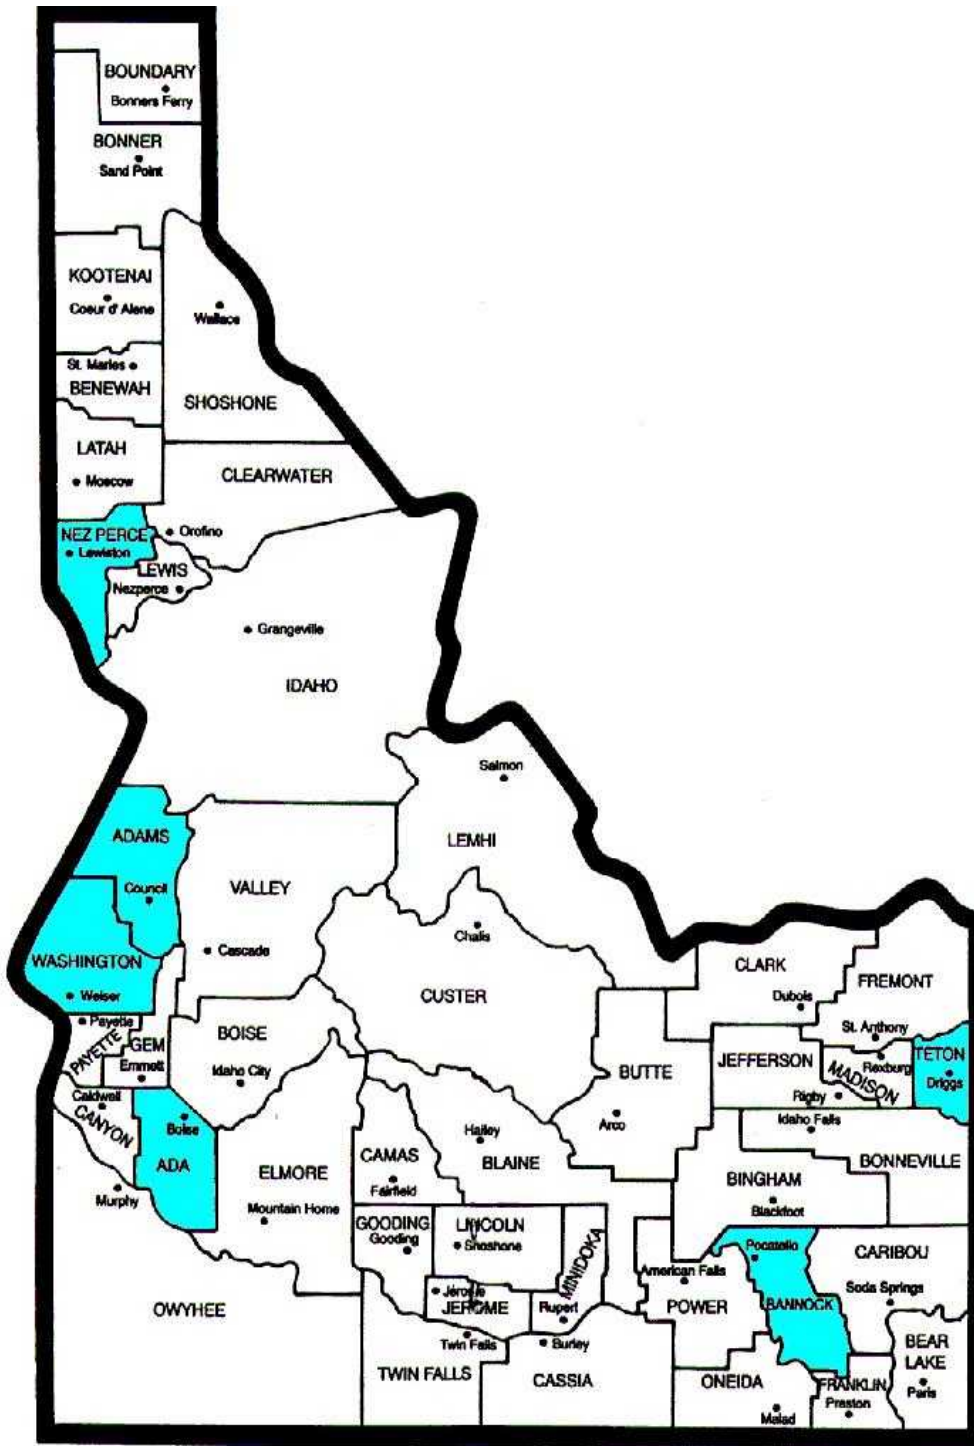 BOUNDARY
Bonners Ferry
BONNER
Sand Point
KOOTENAI
Coeur d' Alene
Wallace
St. Maries
BENEWAH
SHOSHONE
LATAH
Moscow
CLEARWATER
NEZ PERCE
Lewiston
Orofino
LEWIS
Nezperce
Grangeville
IDAHO
Salmon
ADAMS
LEMHI
Council
VALLEY
Chalis
Cascade
WASHINGTON
Weiser
CUSTER
CLARK
Dubois
FREMONT
St. Anthony
Payette
PAYETTE
GEM
Emmett
BOISE
Idaho City
BUTTE
Arco
JEFFERSON
Rigby
MADISON
Rexburg
TETON
Driggs
Caldwell
CANYON
Boise
ADA
Murphy
ELMORE
Mountain Home
CAMAS
Fairfield
Hailey
BLAINE
Idaho Falls
BONNEVILLE
BINGHAM
Blackfoot
GOODING
Gooding
LINCOLN
Shoshone
MINIDOKA
Rupert
Jerome
JEROME
American Falls
POWER
Pocatello
BANNOCK
CARIBOU
Soda Springs
OWYHEE
Twin Falls
TWIN FALLS
Burley
CASSIA
ONEIDA
Malad
FRANKLIN
Preston
BEAR
LAKE
Paris